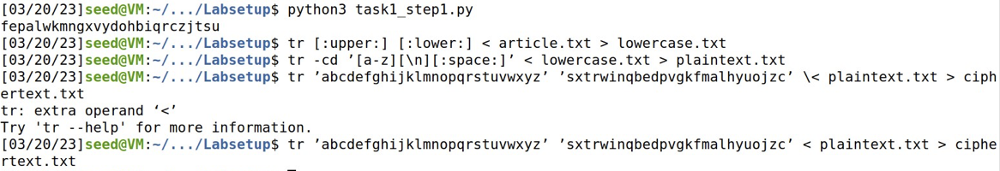 [03/20/23]seed@VM:~/.../Labsetup$ python3 task1_step1.py
fepalwkmngxvydohbiqrczjtsu
[03/20/23]seed@VM:~/.../Labsetup$ tr [:upper:] [:lower:] < article.txt > lowercase.txt
[03/20/23]seed@VM:~/.../Labsetup$ tr -cd ’[a-z][\n][:space:]’ < lowercase.txt > plaintext.txt
[03/20/23]seed@VM:~/.../Labsetup$ tr ’abcdefghijklmnopqrstuvwxyz’ ’sxtrwinqbedpvgkfmalhyuojzc’ \< plaintext.txt > ciph
ertext.txt
tr: extra operand ‘<’
Try 'tr --help' for more information.
[03/20/23]seed@VM:~/.../Labsetup$ tr ’abcdefghijklmnopqrstuvwxyz’ ’sxtrwinqbedpvgkfmalhyuojzc’ < plaintext.txt > ciphe
rtext.txt